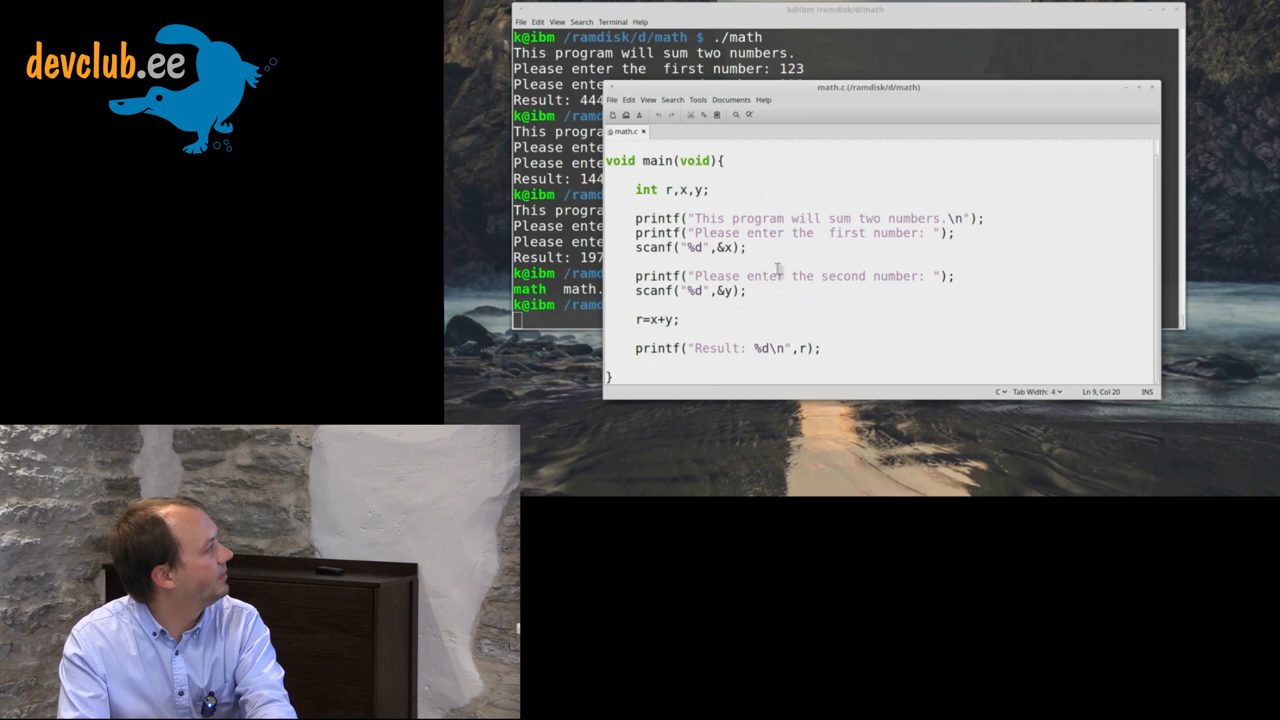 devclub.ee
k@ibm /ramdisk/d/math
File Edit View Search Terminal Help
k@ibm /ramdisk/d/math $ ./math
This program will sum two numbers.
Please enter the  first number: 123
Please ente
Result: 444
k@ibm /ramd
This progra
Please ente
Please ente
Result: 144
k@ibm /ramd
This progra
Please ente
Please ente
Result: 197
k@ibm /ramd
math  math.
k@ibm /ramd
math.c (/ramdisk/d/math)
File Edit View Search Tools Documents Help
math.c
void main(void){
int r,x,y;
printf("This program will sum two numbers.\n");
printf("Please enter the  first number: ");
scanf("%d",&x);
printf("Please enter the second number: ");
scanf("%d",&y);
r=x+y;
printf("Result: %d\n",r);
}
C Tab Width: 4 Ln 9, Col 20 INS